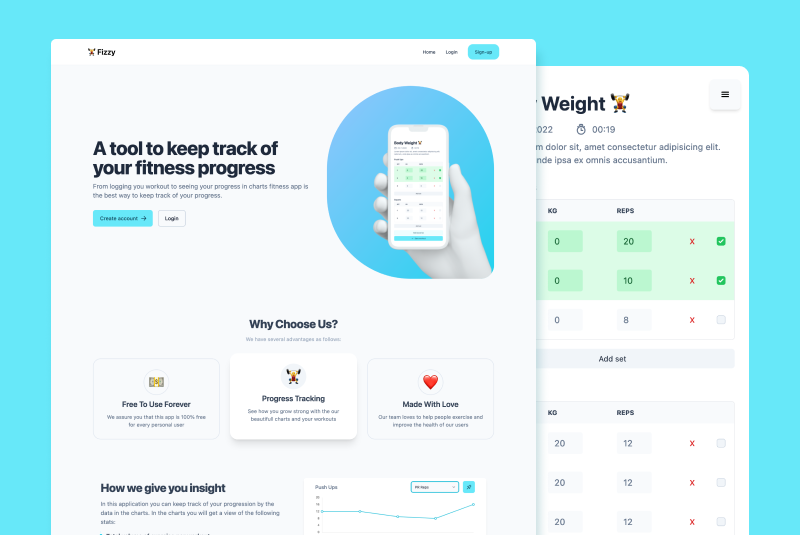 Fizzy
Home
Login
Sign-up
A tool to keep track of
your fitness progress
From logging you workout to seeing your progress in charts fitness app is
the best way to keep track of your progress.
Create account →
Login
Body Weight
Why Choose Us?
We have several advantages as follows:
Free To Use Forever
We assure you that this app is 100% free
for every personal user
Progress Tracking
See how you grow strong with the our
beautifull charts and your workouts
Made With Love
Our team loves to help people exercise and
improve the health of our users
How we give you insight
In this application you can keep track of your progression by the
data in the charts. In the charts you will get a view of the following
stats:
Push Ups
PR Reps
y Weight
2022
00:19
m dolor sit, amet consectetur adipisicing elit.
nde ipsa ex omnis accusantium.
KG REPS
0 20 X
0 10 X
0 8 X
Add set
KG REPS
20 12 X
20 12 X
20 12 X